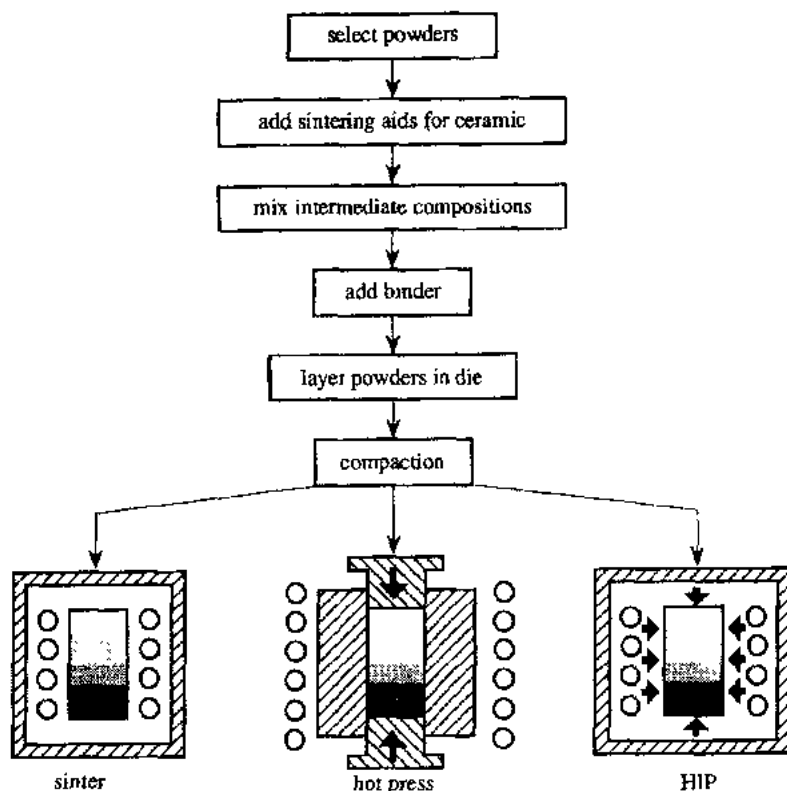 select powders
add sintering aids for ceramic
mix intermediate compositions
add binder
layer powders in die
compaction
sinter
hot press
HIP